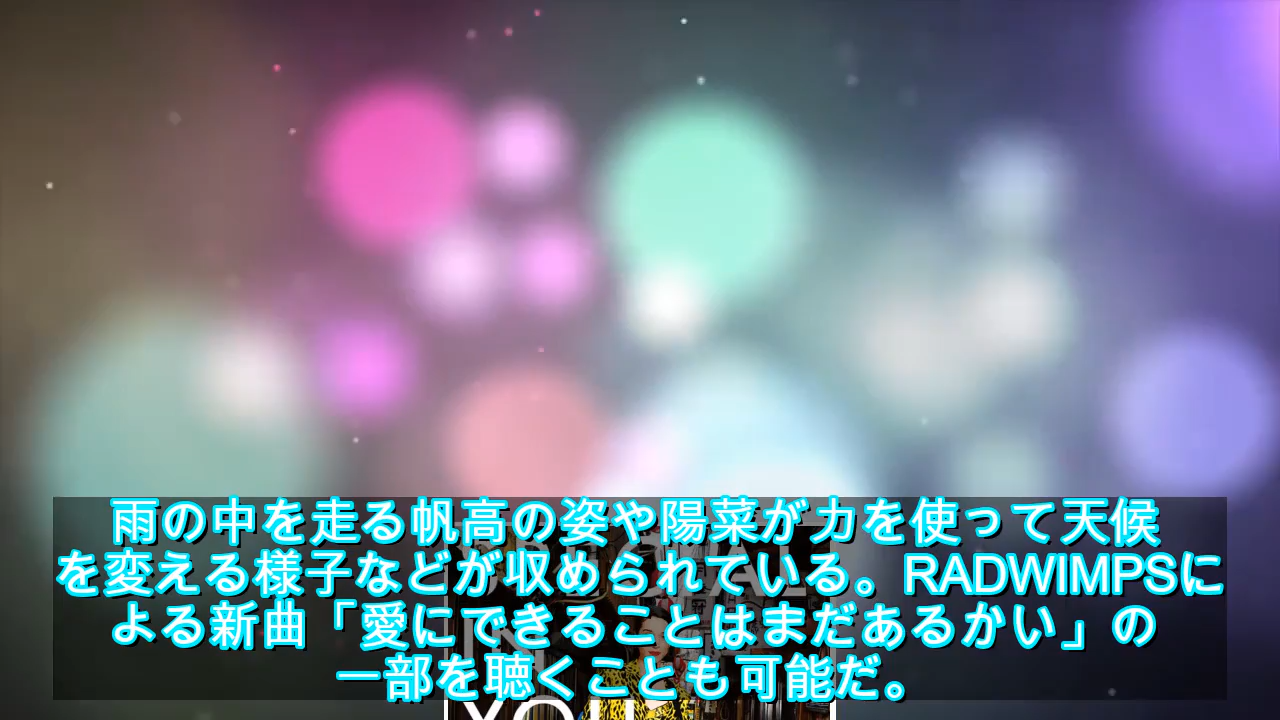 雨の中を走る帆高の姿や陽菜が力を使って天候
を変える様子などが収められている。RADWIMPSに
よる新曲「愛にできることはまだあるかい」の
一部を聴くことも可能だ。
IN
YOU